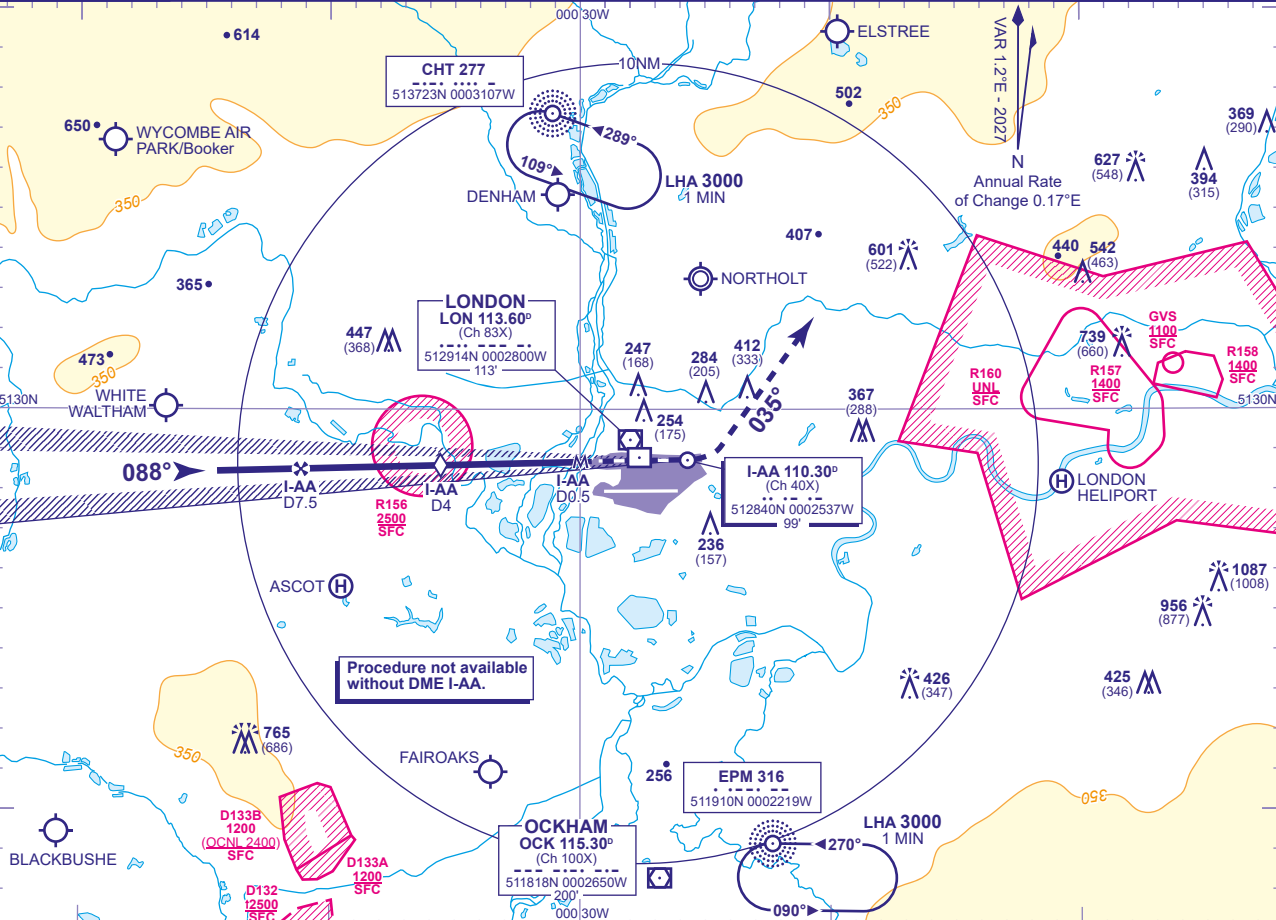 000 30W
614
ELSTREE
VAR 1.2°E - 2027
CHT 277
513723N 0003107W
10NM
502
350
369
(290)
650
WYCOMBE AIR
PARK/Booker
289°
109°
N
Annual Rate
of Change 0.17°E
627
(548)
394
(315)
LHA 3000
1 MIN
DENHAM
350
407
601
(522)
440
542
(463)
NORTHOLT
365
LONDON
LON 113.60D
(Ch 83X)
512914N 0002800W
113'
447
(368)
247
(168)
284
(205)
412
(333)
739
(660)
GVS
1100
SFC
R158
1400
SFC
R157
1400
SFC
R160
UNL
SFC
473
350
WHITE
WALTHAM
5130N
5130N
035°
367
(288)
254
(175)
088°
I-AA
D7.5
I-AA
D4
I-AA
D0.5
R156
2500
SFC
I-AA 110.30D
(Ch 40X)
512840N 0002537W
99'
H
LONDON
HELIPORT
236
(157)
ASCOT
H
1087
(1008)
956
(877)
Procedure not available
without DME I-AA.
426
(347)
425
(346)
765
(686)
350
FAIROAKS
256
EPM 316
511910N 0002219W
350
D133B
1200
(OCNL 2400)
SFC
BLACKBUSHE
D133A
1200
SFC
D132
2500
SFC
OCKHAM
OCK 115.30D
(Ch 100X)
511818N 0002650W
200'
000 30W
LHA 3000
1 MIN
270°
090°